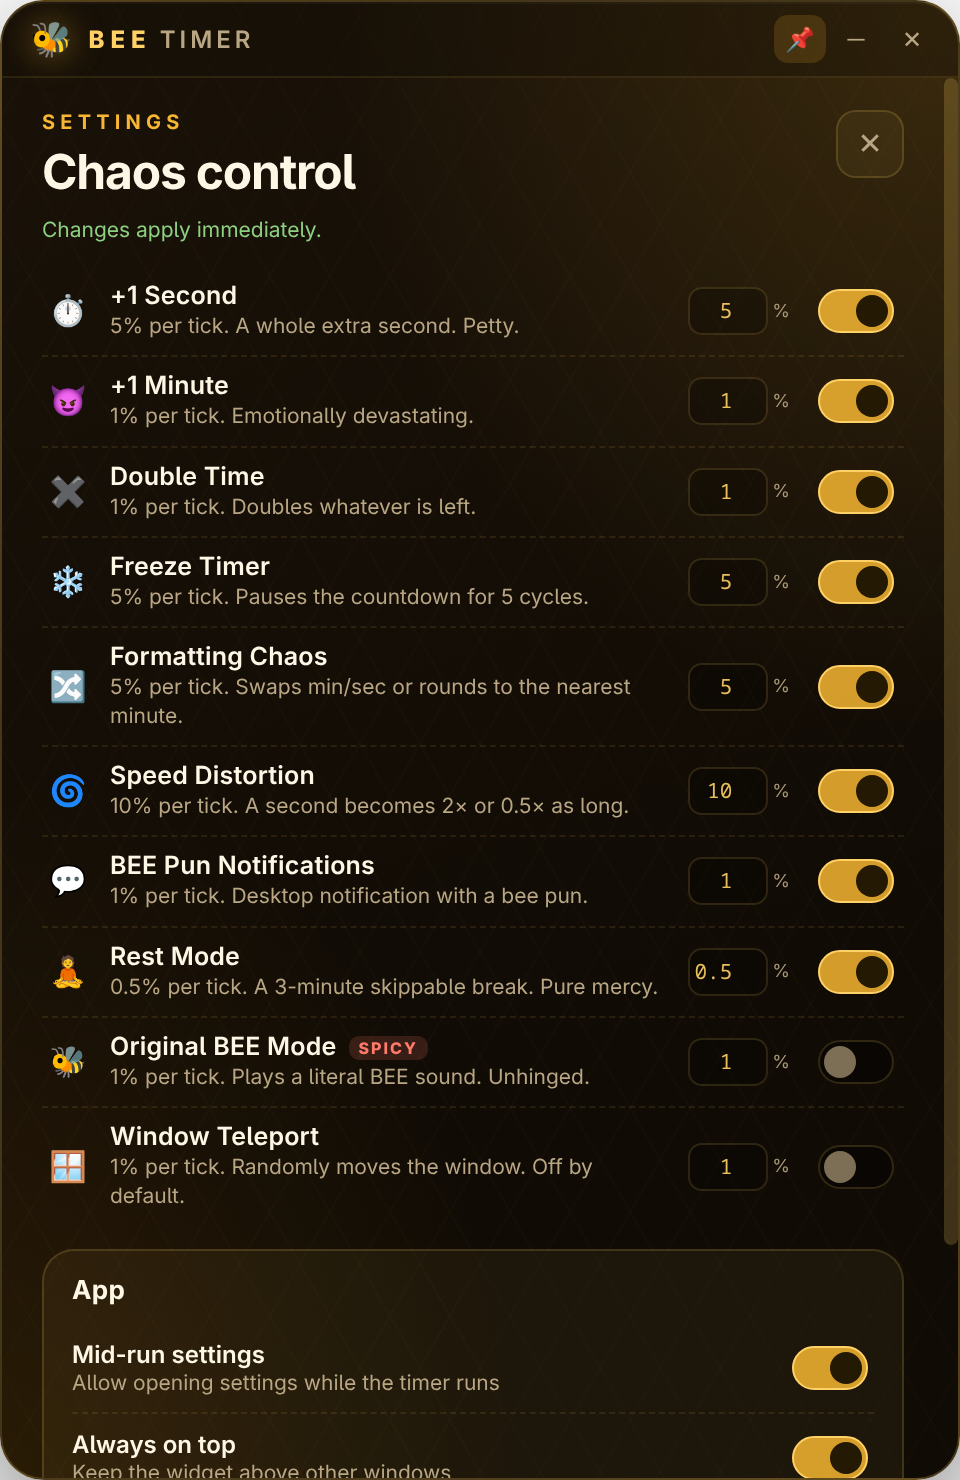 BEE TIMER
SETTINGS
Chaos control
Changes apply immediately.
+1 Second
5% per tick. A whole extra second. Petty.
5 %
+1 Minute
1% per tick. Emotionally devastating.
1 %
Double Time
1% per tick. Doubles whatever is left.
1 %
Freeze Timer
5% per tick. Pauses the countdown for 5 cycles.
5 %
Formatting Chaos
5% per tick. Swaps min/sec or rounds to the nearest
minute.
5 %
Speed Distortion
10% per tick. A second becomes 2× or 0.5× as long.
10 %
BEE Pun Notifications
1% per tick. Desktop notification with a bee pun.
1 %
Rest Mode
0.5% per tick. A 3-minute skippable break. Pure mercy.
0.5 %
Original BEE Mode SPICY
1% per tick. Plays a literal BEE sound. Unhinged.
1 %
Window Teleport
1% per tick. Randomly moves the window. Off by
default.
1 %
App
Mid-run settings
Allow opening settings while the timer runs
Always on top
Keep the widget above other windows